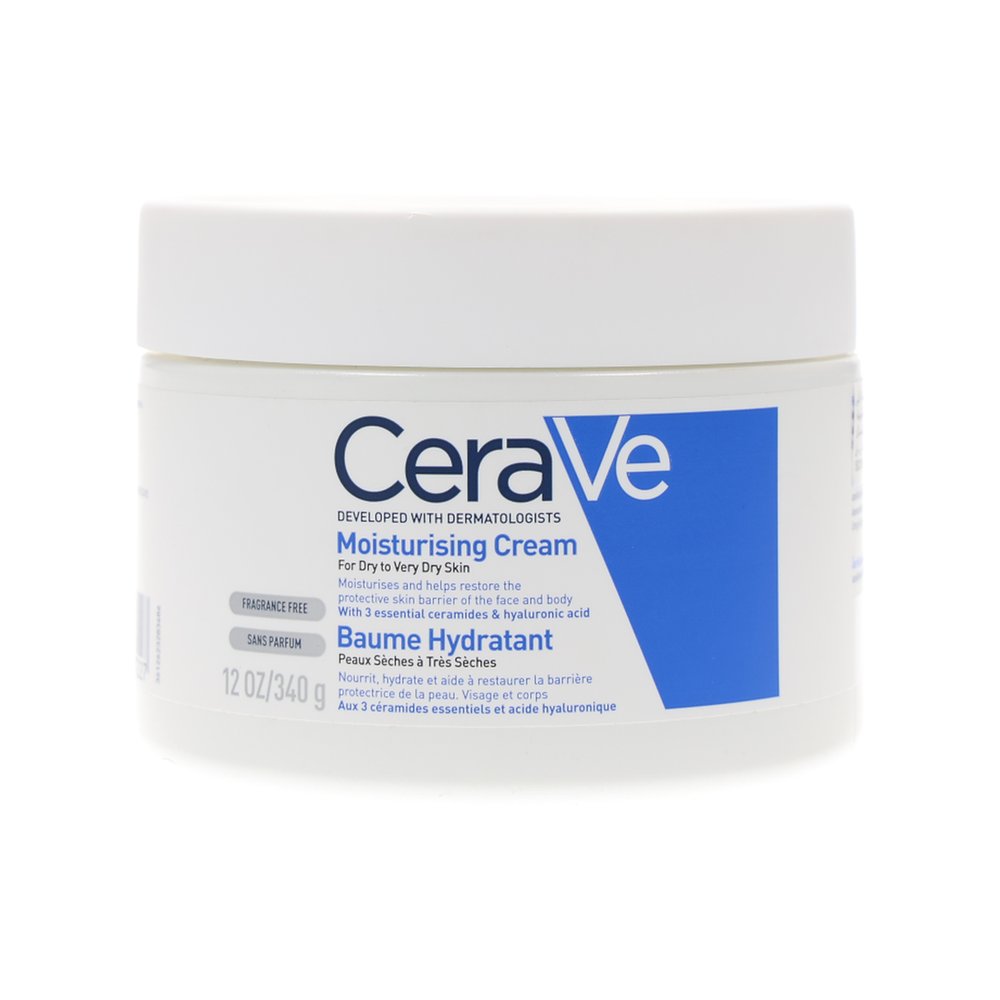 CeraVe
DEVELOPED WITH DERMATOLOGISTS
Moisturising Cream
For Dry to Very Dry Skin
Moisturises and helps restore the
protective skin barrier of the face and body
With 3 essential ceramides & hyaluronic acid
FRAGRANCE FREE
SANS PARFUM
12 OZ/340 g
Baume Hydratant
Peaux Sèches à Très Sèches
Nourrit, hydrate et aide à restaurer la barrière
protectrice de la peau. Visage et corps
Aux 3 céramides essentiels et acide hyaluronique